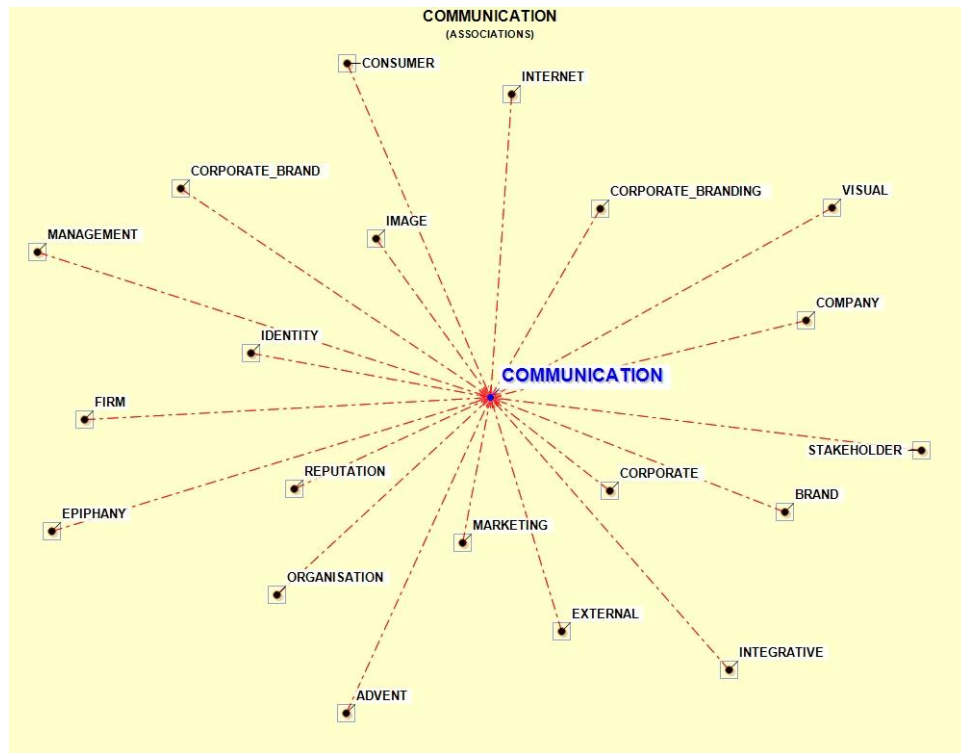 COMMUNICATION
(ASSOCIATIONS)
CONSUMER
INTERNET
CORPORATE_BRAND
CORPORATE_BRANDING
VISUAL
IMAGE
MANAGEMENT
COMPANY
IDENTITY
COMMUNICATION
FIRM
STAKEHOLDER
REPUTATION
CORPORATE
BRAND
EPIPHANY
MARKETING
ORGANISATION
EXTERNAL
INTEGRATIVE
ADVENT